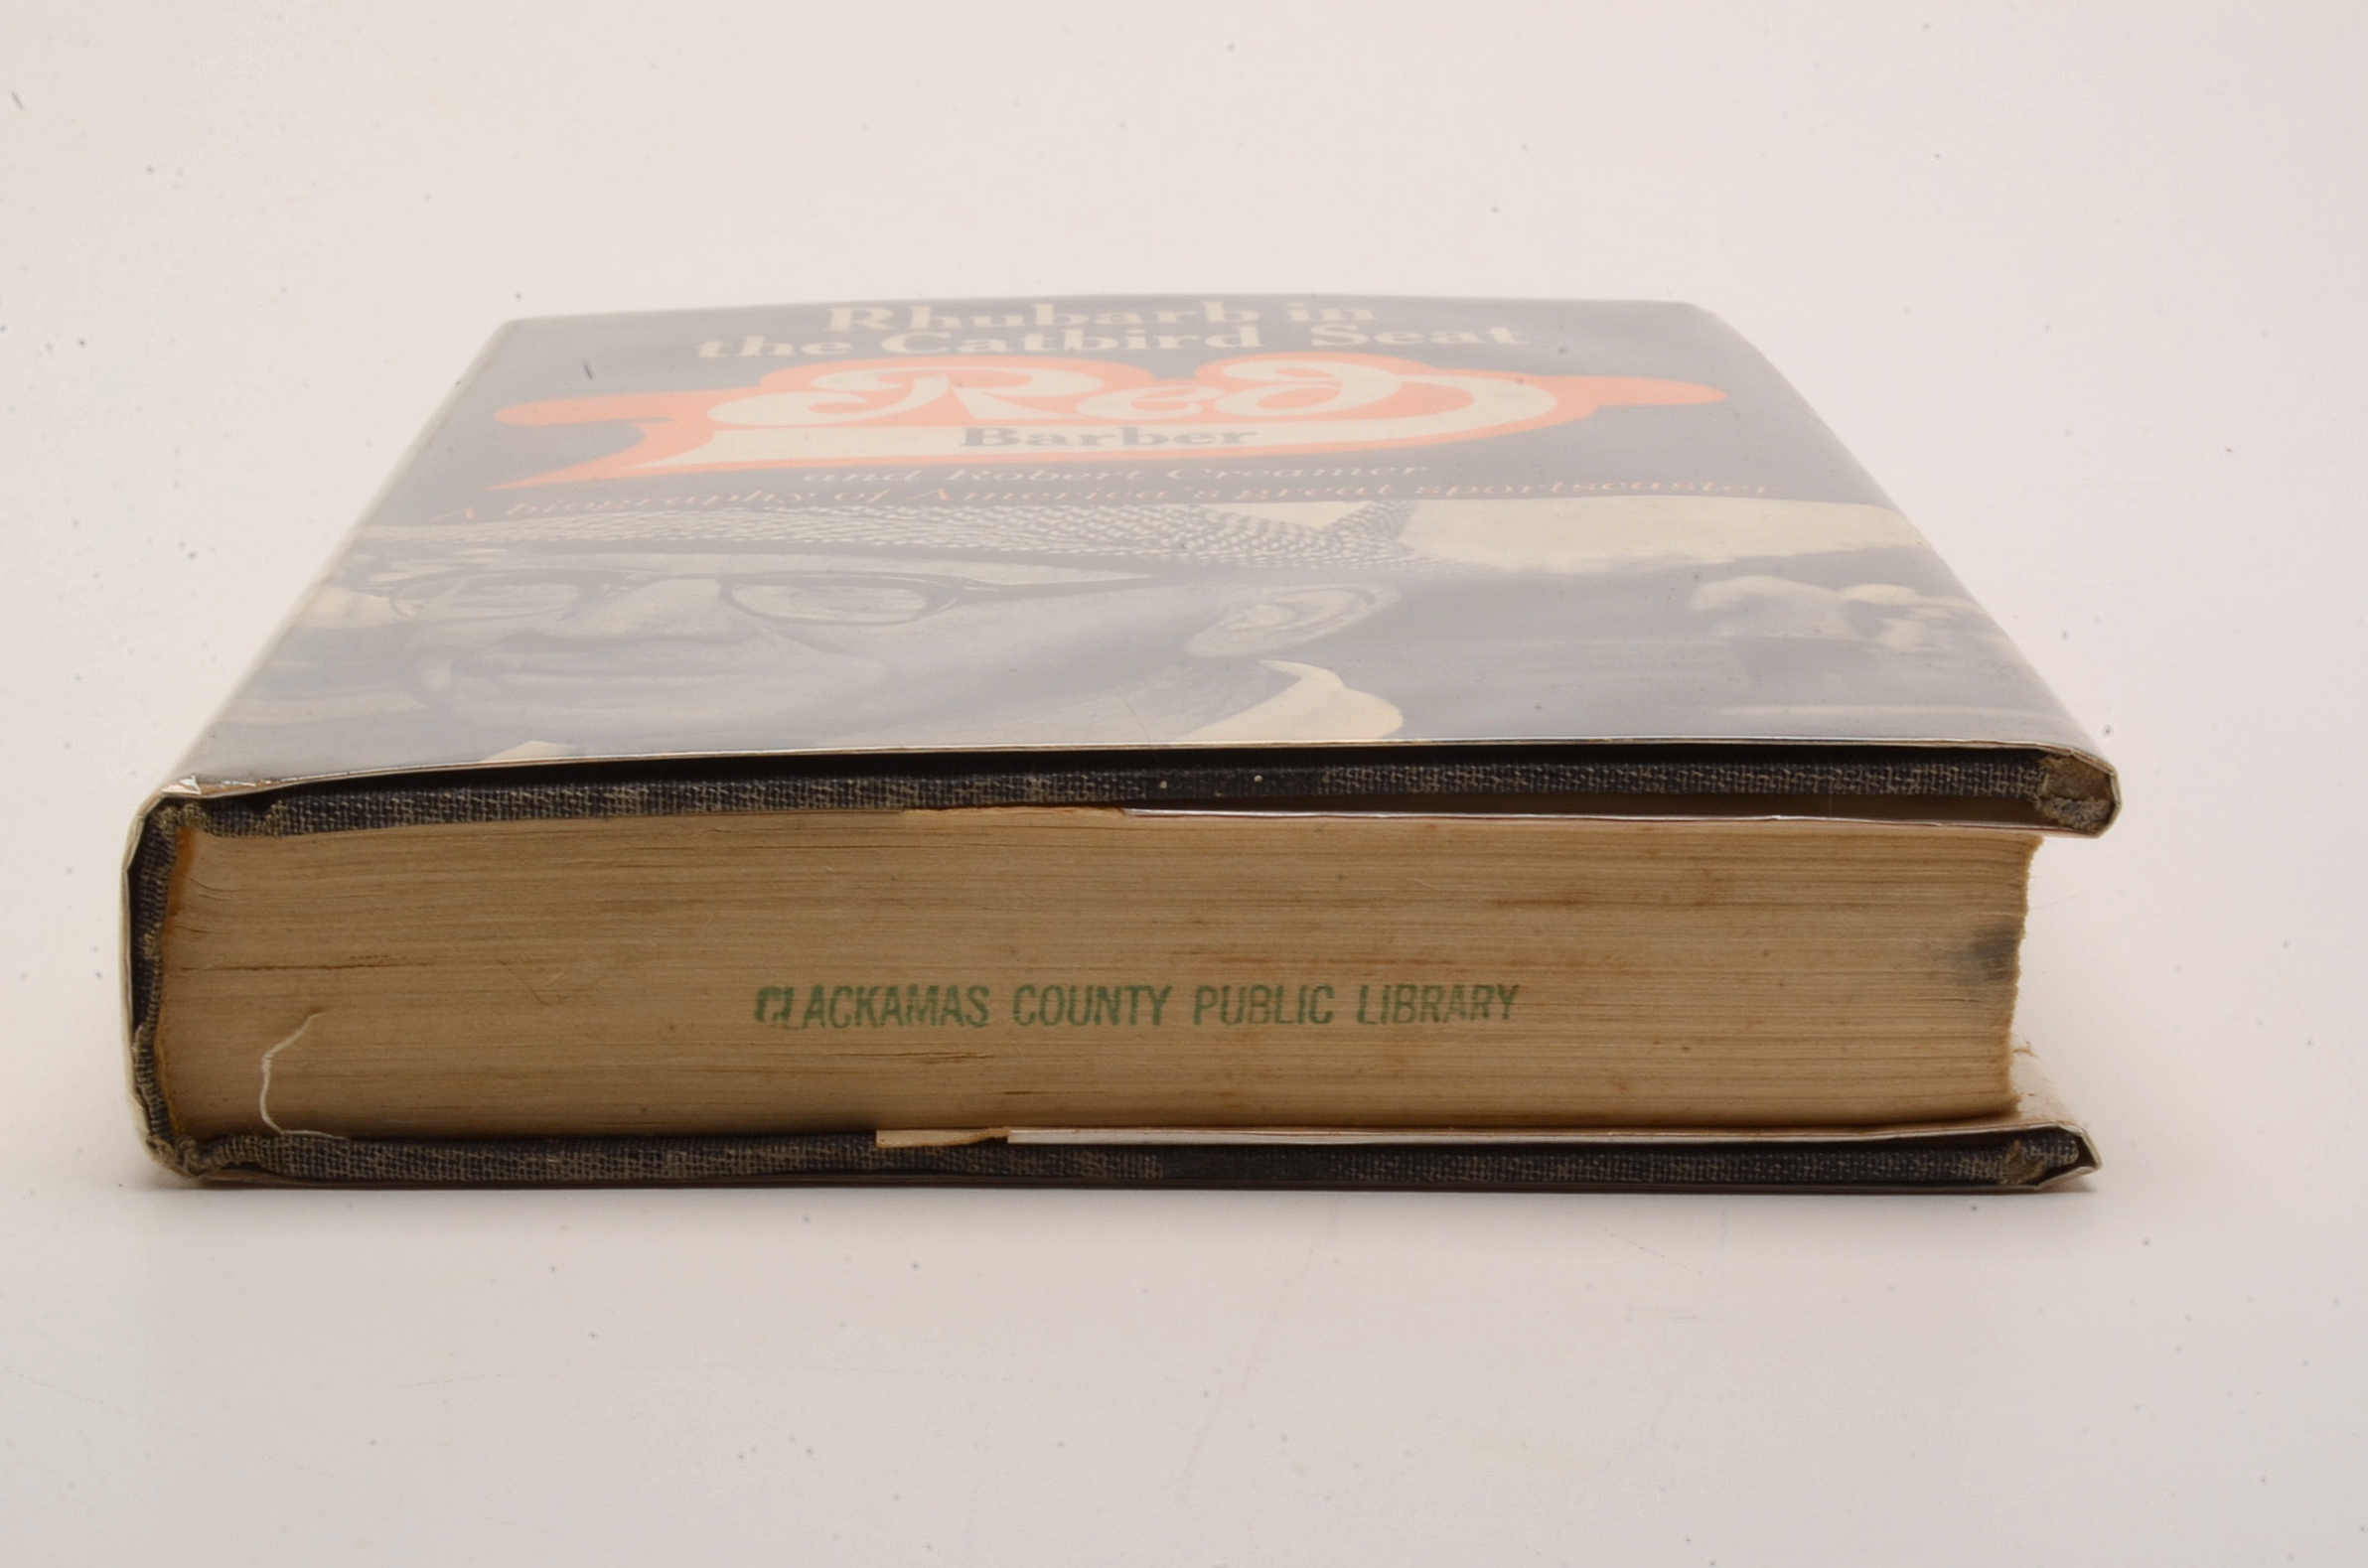 Rhubarb in
the Catbird Seat
Red
Barber
and Robert Creamer
A biography of America's great sportscaster
CLACKAMAS COUNTY PUBLIC LIBRARY